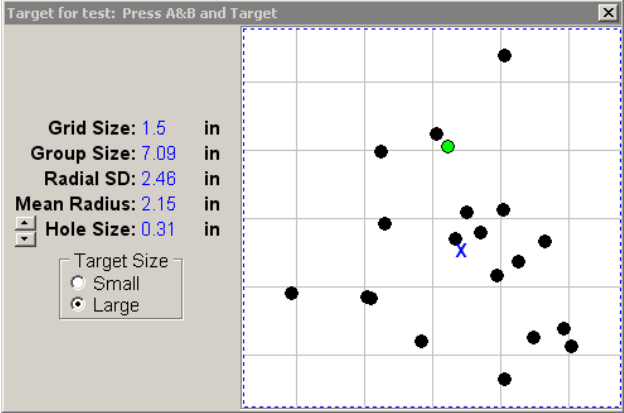 Target for test: Press A&B and Target
Grid Size: 1.5 in
Group Size: 7.09 in
Radial SD: 2.46 in
Mean Radius: 2.15 in
Hole Size: 0.31 in
Target Size
Small
Large
X